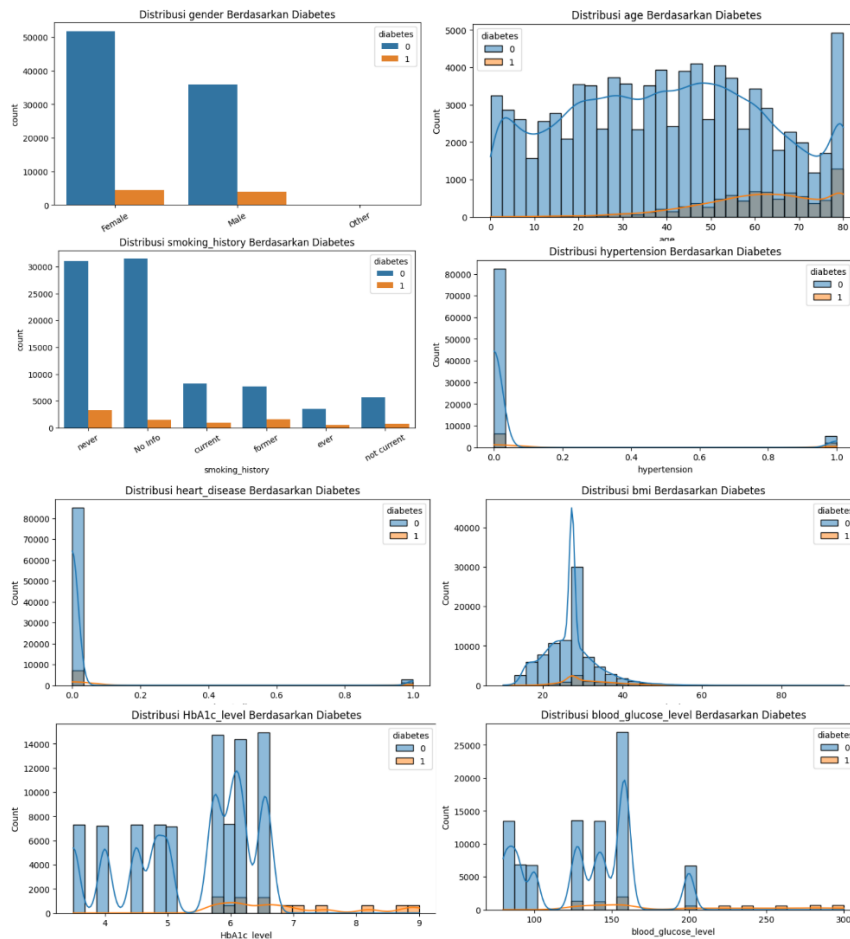 Distribusi gender Berdasarkan Diabetes
diabetes
0
1
50000
40000
30000
20000
10000
0
count
Female
Male
Other
Distribusi age Berdasarkan Diabetes
diabetes
0
1
5000
4000
3000
2000
1000
0
Count
0 10 20 30 40 50 60 70 80
age
Distribusi smoking_history Berdasarkan Diabetes
diabetes
0
1
30000
25000
20000
15000
10000
5000
0
count
never
No Info
current
former
ever
not current
smoking_history
Distribusi hypertension Berdasarkan Diabetes
diabetes
0
1
80000
70000
60000
50000
40000
30000
20000
10000
0
Count
0.0 0.2 0.4 0.6 0.8 1.0
hypertension
Distribusi heart_disease Berdasarkan Diabetes
diabetes
0
1
80000
70000
60000
50000
40000
30000
20000
10000
0
Count
0.0 0.2 0.4 0.6 0.8 1.0
Distribusi bmi Berdasarkan Diabetes
diabetes
0
1
40000
30000
20000
10000
0
Count
20 40 60 80
Distribusi HbA1c_level Berdasarkan Diabetes
diabetes
0
1
14000
12000
10000
8000
6000
4000
2000
0
Count
4 5 6 7 8 9
HbA1c_level
Distribusi blood_glucose_level Berdasarkan Diabetes
diabetes
0
1
25000
20000
15000
10000
5000
0
Count
100 150 200 250 300
blood_glucose_level